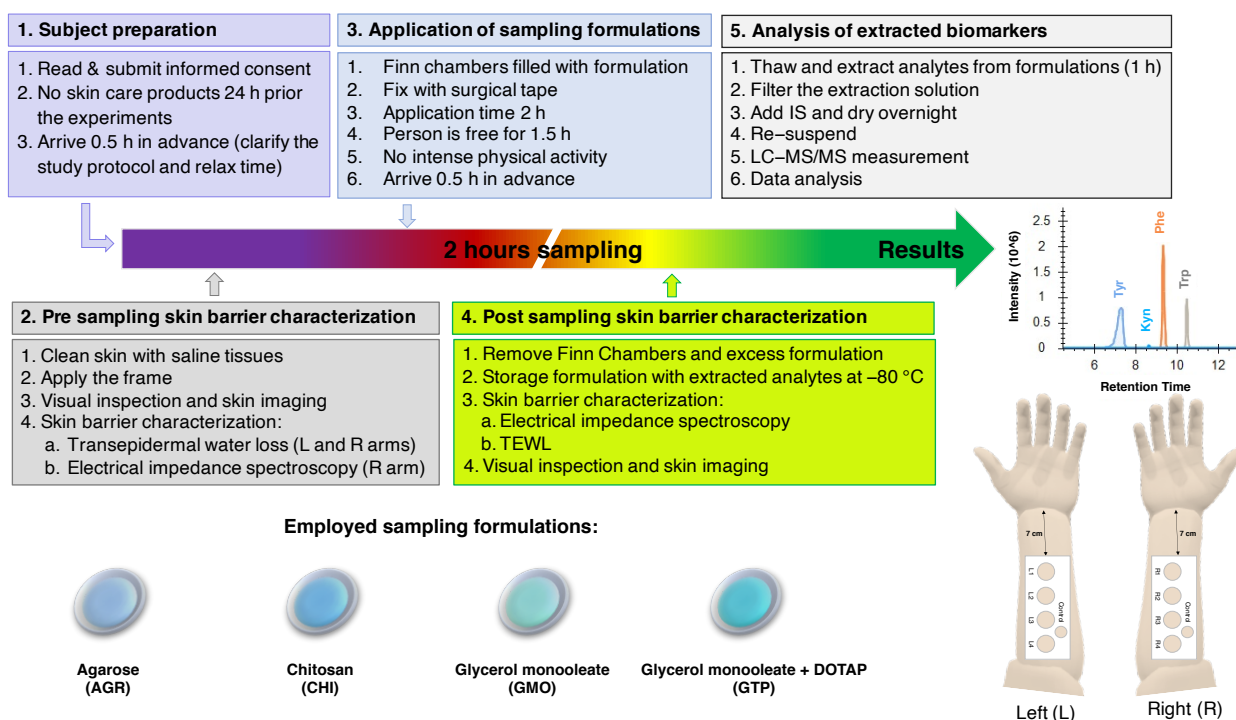 1. Subject preparation
1. Read & submit informed consent
2. No skin care products 24 h prior
the experiments
3. Arrive 0.5 h in advance (clarify the
study protocol and relax time)
3. Application of sampling formulations
1. Finn chambers filled with formulation
2. Fix with surgical tape
3. Application time 2 h
4. Person is free for 1.5 h
5. No intense physical activity
6. Arrive 0.5 h in advance
5. Analysis of extracted biomarkers
1. Thaw and extract analytes from formulations (1 h)
2. Filter the extraction solution
3. Add IS and dry overnight
4. Re–suspend
5. LC–MS/MS measurement
6. Data analysis
2 hours sampling
Results
2. Pre sampling skin barrier characterization
1. Clean skin with saline tissues
2. Apply the frame
3. Visual inspection and skin imaging
4. Skin barrier characterization:
a. Transepidermal water loss (L and R arms)
b. Electrical impedance spectroscopy (R arm)
4. Post sampling skin barrier characterization
1. Remove Finn Chambers and excess formulation
2. Storage formulation with extracted analytes at –80 °C
3. Skin barrier characterization:
a. Electrical impedance spectroscopy
b. TEWL
4. Visual inspection and skin imaging
Intensity (10^6)
2.5
2
1.5
1
0.5
0
Tyr
Kyn
Phe
Trp
6 8 10 12
Retention Time
7 cm
L1
L2
L3
L4
Control
Left (L)
7 cm
R1
R2
R3
R4
Control
Right (R)
Employed sampling formulations:
Agarose
(AGR)
Chitosan
(CHI)
Glycerol monooleate
(GMO)
Glycerol monooleate + DOTAP
(GTP)